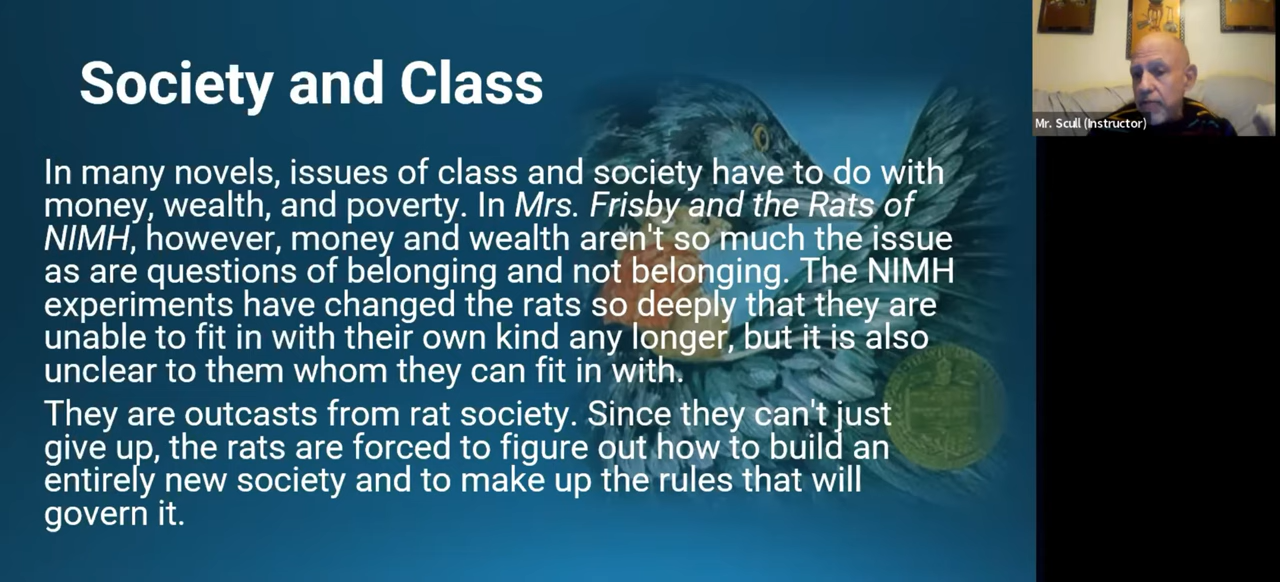 Society and Class
In many novels, issues of class and society have to do with
money, wealth, and poverty. In Mrs. Frisby and the Rats of
NIMH, however, money and wealth aren't so much the issue
as are questions of belonging and not belonging. The NIMH
experiments have changed the rats so deeply that they are
unable to fit in with their own kind any longer, but it is also
unclear to them whom they can fit in with.
They are outcasts from rat society. Since they can't just
give up, the rats are forced to figure out how to build an
entirely new society and to make up the rules that will
govern it.
Mr. Scull (Instructor)